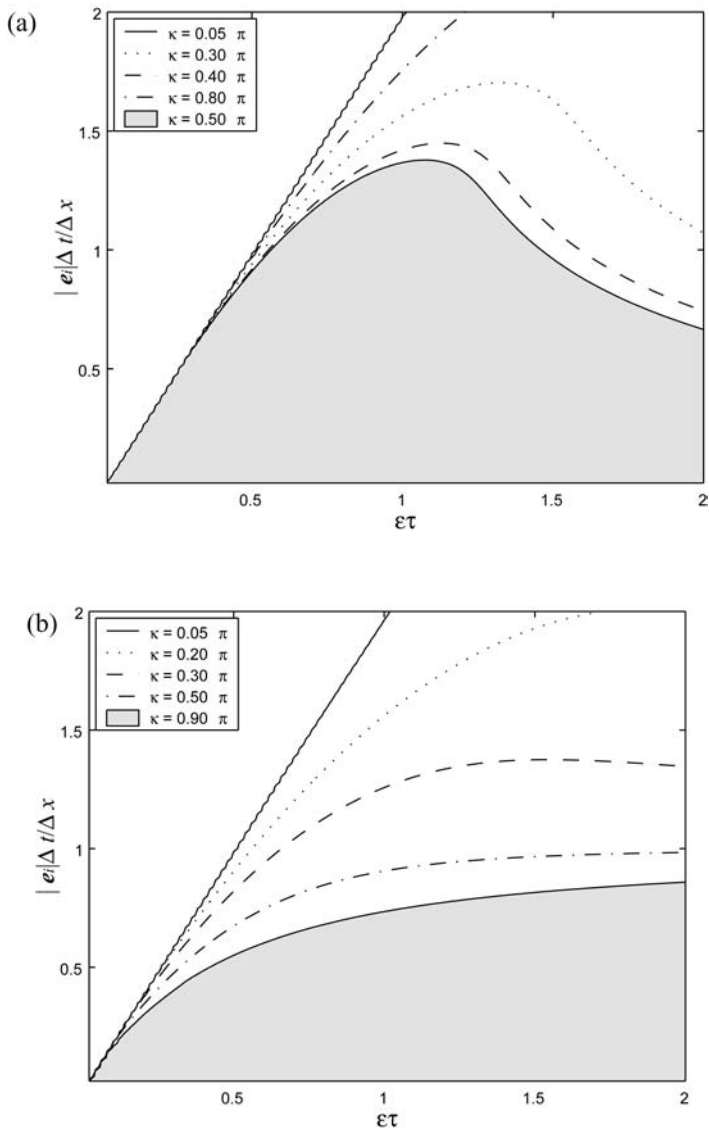 (a)
2
κ = 0.05 π
κ = 0.30 π
κ = 0.40 π
κ = 0.80 π
κ = 0.50 π
1.5
1
0.5
|ei|Δ t/Δ x
0.5 1 1.5 2
ετ
(b)
2
κ = 0.05 π
κ = 0.20 π
κ = 0.30 π
κ = 0.50 π
κ = 0.90 π
1.5
1
0.5
|ei|Δ t/Δ x
0.5 1 1.5 2
ετ